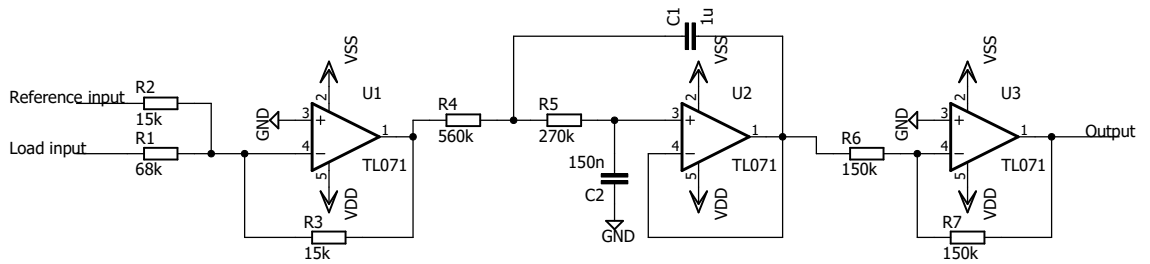 C1
1u
VSS
VSS
VSS
R2
U1
U2
U3
Reference input
2
R4
R5
2
2
15k
GND
3
+
1
560k
270k
3
+
1
GND
3
+
1
Output
Load input
R1
4
−
TL071
150n
4
−
TL071
R6
4
−
TL071
68k
5
C2
5
150k
5
VDD
VDD
VDD
R3
GND
R7
15k
150k